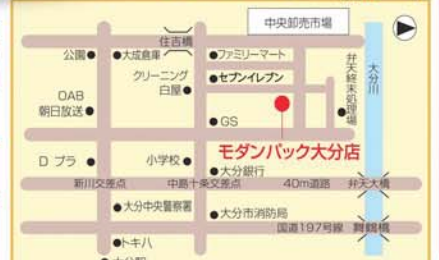 中央卸売市場
住吉橋
公園
大成倉庫
ファミリーマート
クリーニング
白屋
セブンイレブン
弁天終末処理場
大分川
OAB
朝日放送
GS
モダンパック大分店
D プラ
小学校
大分銀行
新川交差点
中島十条交差点
40m道路
弁天大橋
大分中央警察署
大分市消防局
国道197号線
舞鶴橋
トキハ